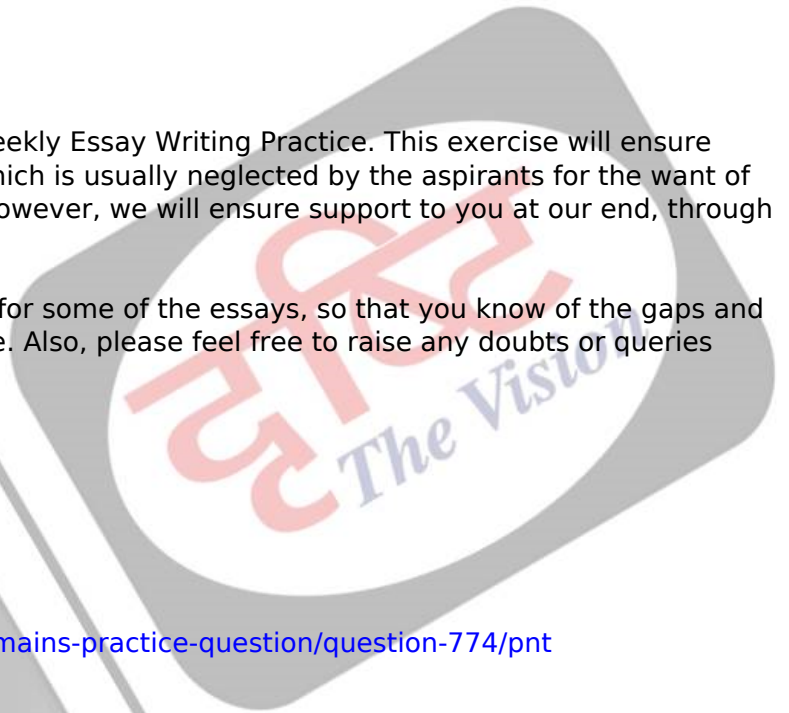 eekly Essay Writing Practice. This exercise will ensure
hich is usually neglected by the aspirants for the want of
owever, we will ensure support to you at our end, through
for some of the essays, so that you know of the gaps and
e. Also, please feel free to raise any doubts or queries
दृष्टि
The Vision
mains-practice-question/question-774/pnt